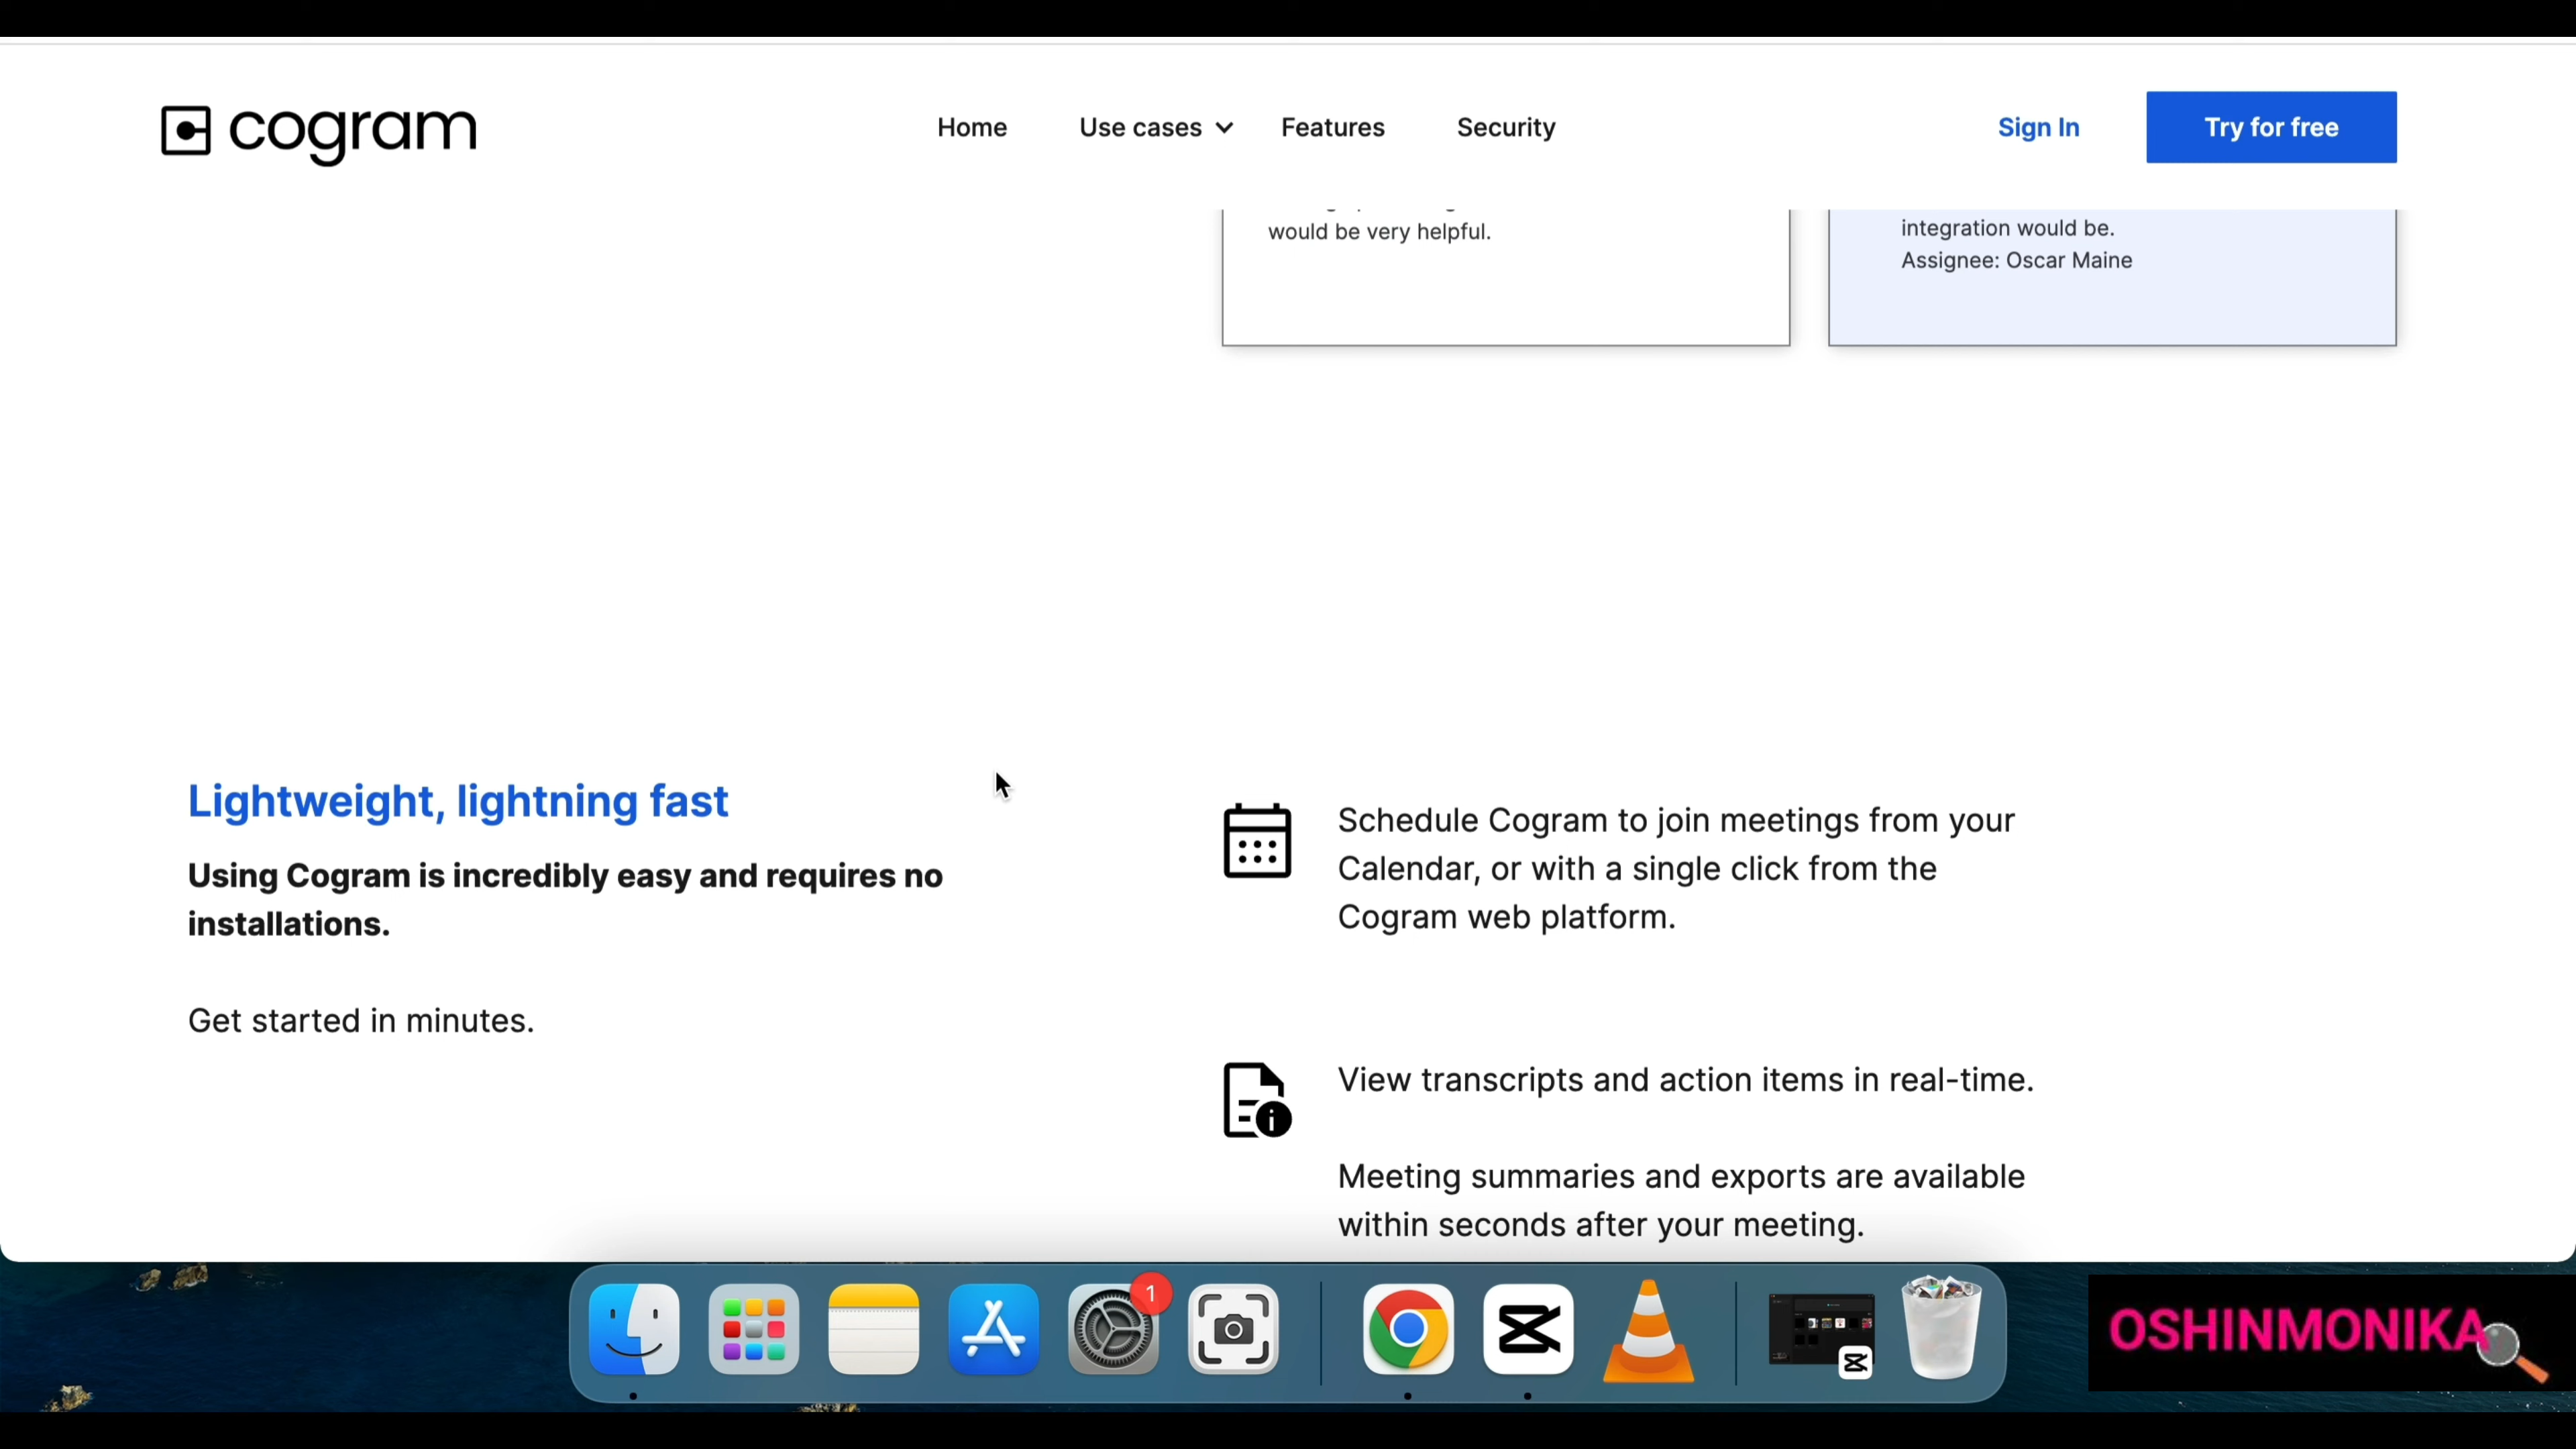 cogram
Home
Use cases
Features
Security
Sign In
Try for free
would be very helpful.
integration would be.
Assignee: Oscar Maine
Lightweight, lightning fast
Using Cogram is incredibly easy and requires no
installations.
Get started in minutes.
Schedule Cogram to join meetings from your
Calendar, or with a single click from the
Cogram web platform.
View transcripts and action items in real-time.
Meeting summaries and exports are available
within seconds after your meeting.
1
OSHINMONIKA